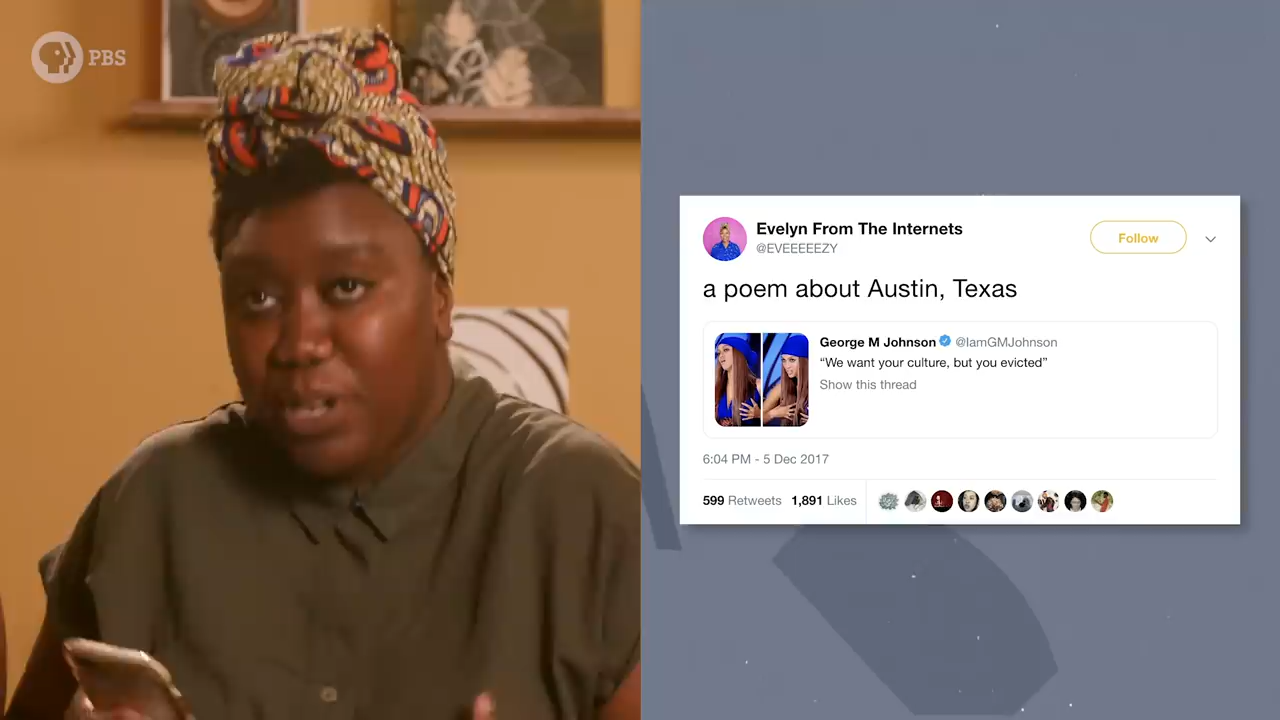 PBS
Evelyn From The Internets
@EVEEEEEZY
Follow
a poem about Austin, Texas
George M Johnson @IamGMJohnson
“We want your culture, but you evicted”
Show this thread
6:04 PM - 5 Dec 2017
599 Retweets 1,891 Likes